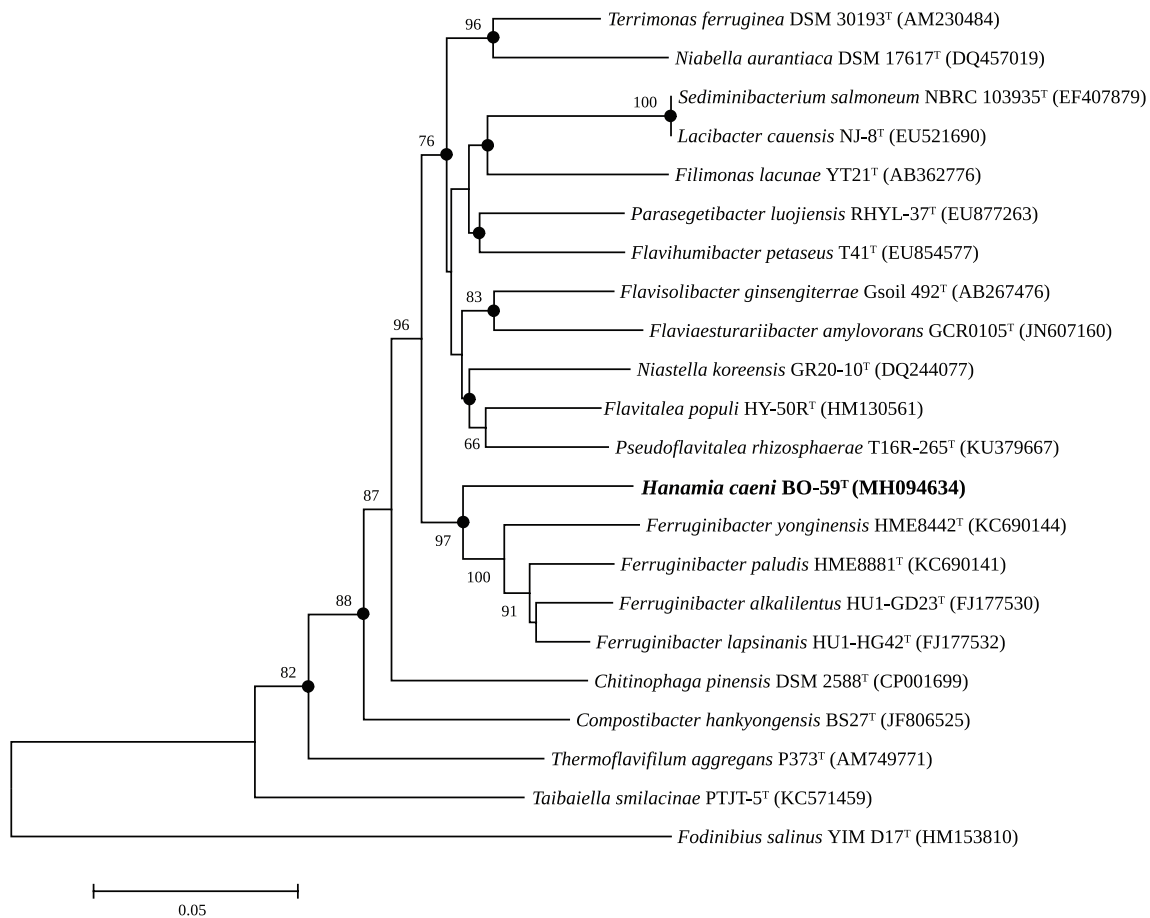 96
Terrimonas ferruginea DSM 30193ᵀ (AM230484)
Niabella aurantiaca DSM 17617ᵀ (DQ457019)
100
Sediminibacterium salmoneum NBRC 103935ᵀ (EF407879)
Lacibacter cauensis NJ-8ᵀ (EU521690)
76
Filimonas lacunae YT21ᵀ (AB362776)
Parasegetibacter luojiensis RHYL-37ᵀ (EU877263)
Flavihumibacter petaseus T41ᵀ (EU854577)
83
Flavisolibacter ginsengiterrae Gsoil 492ᵀ (AB267476)
96
Flaviaesturariibacter amylovorans GCR0105ᵀ (JN607160)
Niastella koreensis GR20-10ᵀ (DQ244077)
Flavitalea populi HY-50Rᵀ (HM130561)
66
Pseudoflavitalea rhizosphaerae T16R-265ᵀ (KU379667)
87
Hanamia caeni BO-59ᵀ (MH094634)
97
Ferruginibacter yonginensis HME8442ᵀ (KC690144)
100
Ferruginibacter paludis HME8881ᵀ (KC690141)
88
91
Ferruginibacter alkalilentus HU1-GD23ᵀ (FJ177530)
Ferruginibacter lapsinanis HU1-HG42ᵀ (FJ177532)
82
Chitinophaga pinensis DSM 2588ᵀ (CP001699)
Compostibacter hankyongensis BS27ᵀ (JF806525)
Thermoflavifilum aggregans P373ᵀ (AM749771)
Taibaiella smilacinae PTJT-5ᵀ (KC571459)
Fodinibius salinus YIM D17ᵀ (HM153810)
0.05